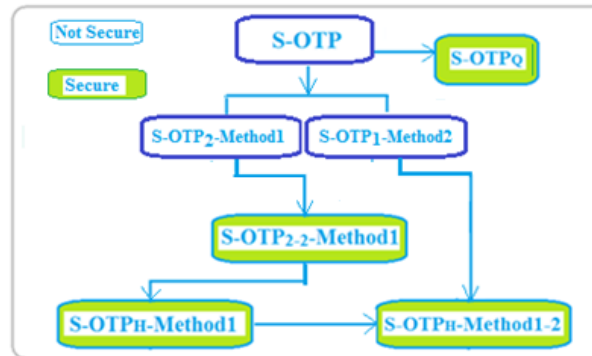 Not Secure
S-OTP
S-OTPQ
Secure
S-OTP2-Method1
S-OTP1-Method2
S-OTP2-2-Method1
S-OTPH-Method1
S-OTPH-Method1-2